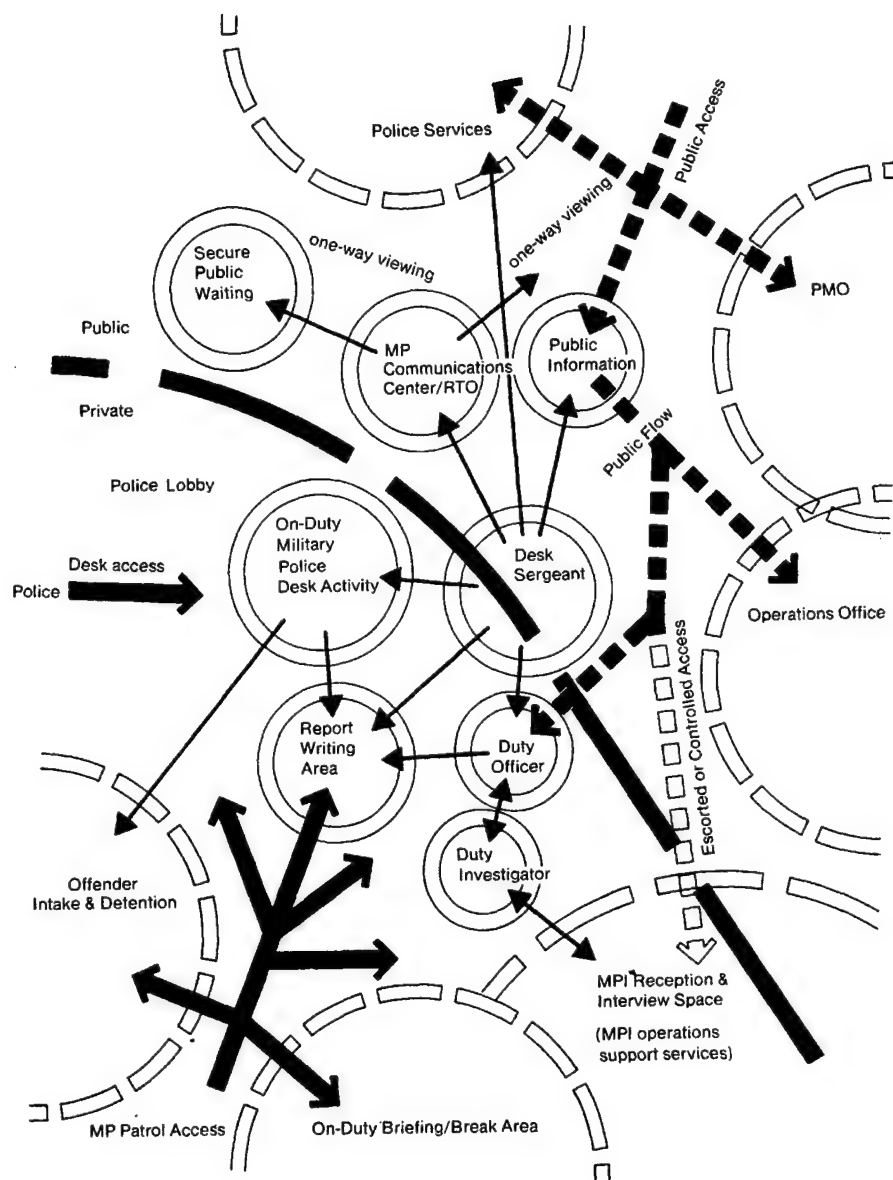 Police Services
Public Access
one-way viewing
one-way viewing
Secure
Public
Waiting
PMO
MP
Communications
Center/RTO
Public
Information
Public
Private
Public Flow
Police Lobby
On-Duty
Military
Police
Desk Activity
Desk
Sergeant
Desk access
Police
Operations Office
Report
Writing
Area
Duty
Officer
Escorted or Controlled Access
Duty
Investigator
Offender
Intake & Detention
MPI Reception &
Interview Space
(MPI operations
support services)
MP Patrol Access
On-Duty Briefing/Break Area